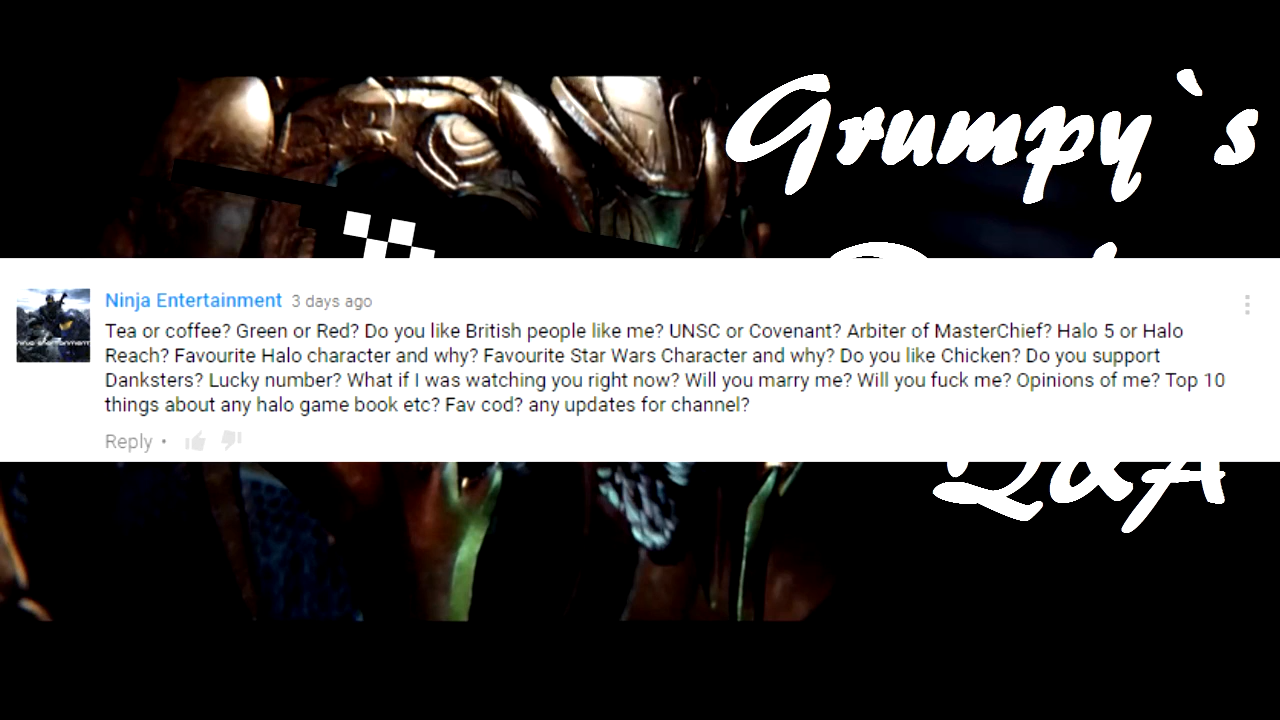 Grumpy`s
Ninja Entertainment 3 days ago
Tea or coffee? Green or Red? Do you like British people like me? UNSC or Covenant? Arbiter of MasterChief? Halo 5 or Halo
Reach? Favourite Halo character and why? Favourite Star Wars Character and why? Do you like Chicken? Do you support
Danksters? Lucky number? What if I was watching you right now? Will you marry me? Will you fuck me? Opinions of me? Top 10
things about any halo game book etc? Fav cod? any updates for channel?
Reply •
Q&A